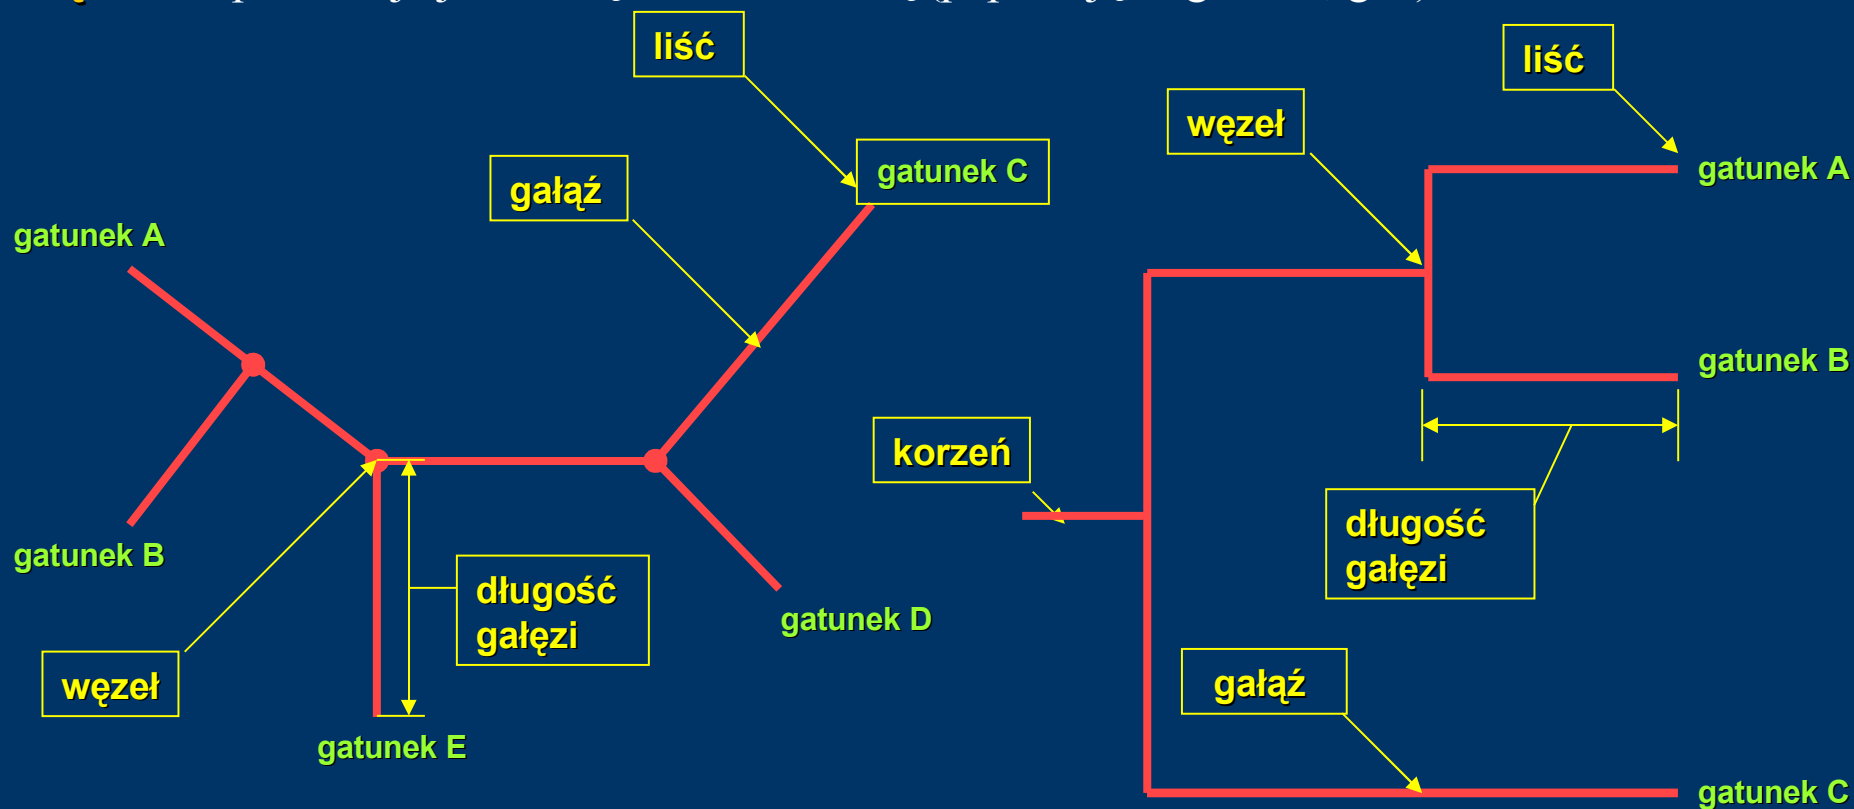 liść
liść
węzeł
gatunek C
gatunek A
gałąź
gatunek A
gatunek B
korzeń
długość
gałęzi
gatunek B
długość
gałęzi
gatunek D
węzeł
gałąź
gatunek E
gatunek C